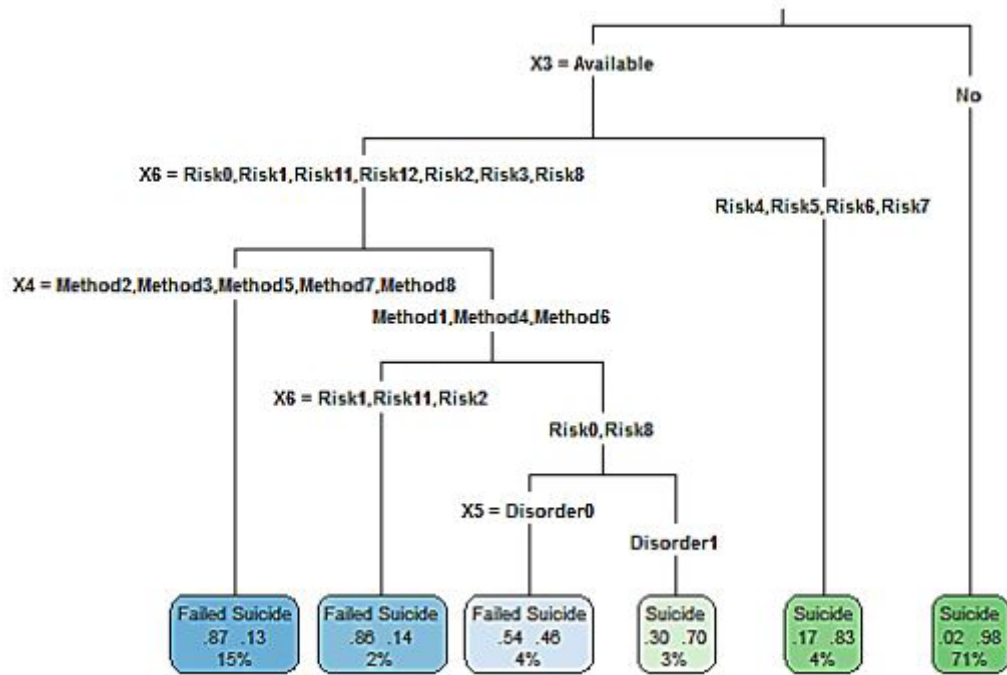 X3 = Available
No
X6 = Risk0,Risk1,Risk11,Risk12,Risk2,Risk3,Risk8
Risk4,Risk5,Risk6,Risk7
X4 = Method2,Method3,Method5,Method7,Method8
Method1,Method4,Method6
X6 = Risk1,Risk11,Risk2
Risk0,Risk8
X5 = Disorder0
Disorder1
Failed Suicide
.87 .13
15%
Failed Suicide
.86 .14
2%
Failed Suicide
.54 .46
4%
Suicide
.30 .70
3%
Suicide
.17 .83
4%
Suicide
.02 .98
71%